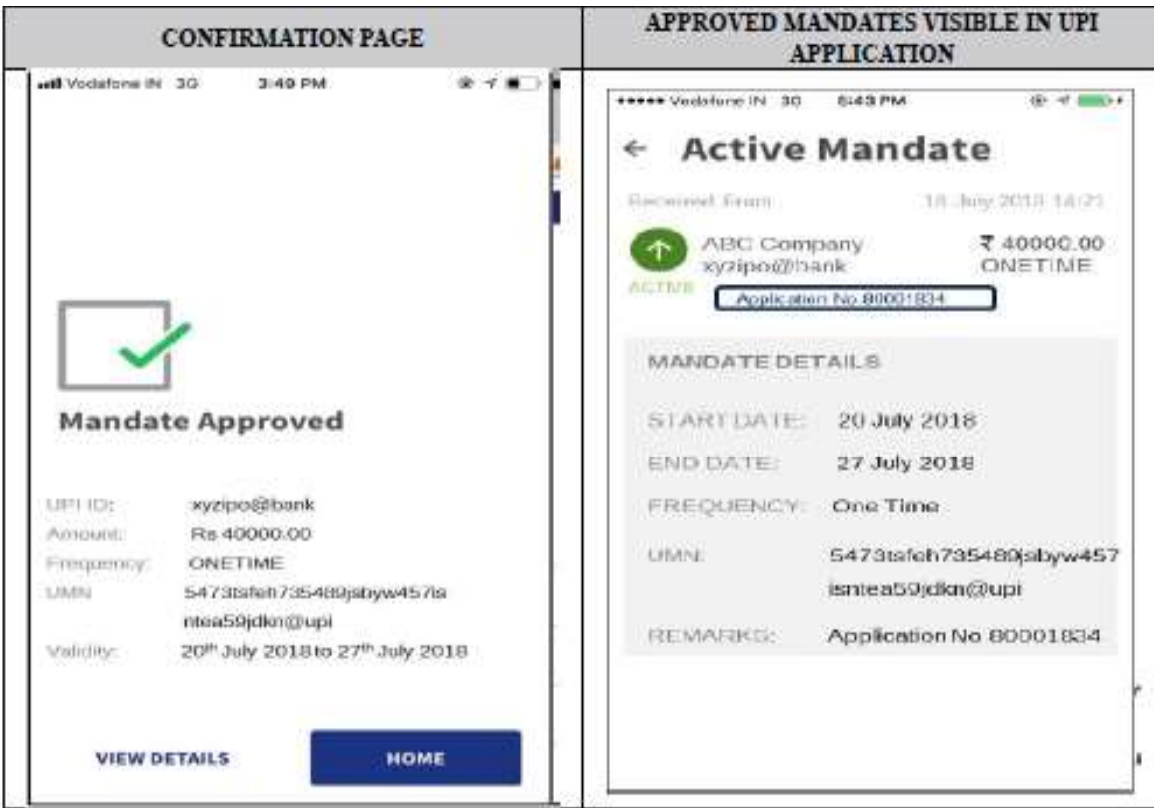 CONFIRMATION PAGE
Vodafone IN 3G 3:49 PM
Mandate Approved
UPI ID: xyzipo@bank
Amount: Rs 40000.00
Frequency: ONETIME
UMN
ntea59jdkn@upi
Validity: 20th July 2018 to 27th July 2018
VIEW DETAILS HOME
APPROVED MANDATES VISIBLE IN UPI
APPLICATION
Vodafone IN 3G PM
← Active Mandate
Received From 2018
ABC Company ₹ 40000.00
xyzipo@bank ONETIME
ACTIVE Application No 80001834
MANDATE DETAILS
START DATE: 20 July 2018
END DATE: 27 July 2018
FREQUENCY: One Time
UMN: 5473tsfeh735489jsbyw457
isntea59jdkn@upi
REMARKS: Application No 80001834